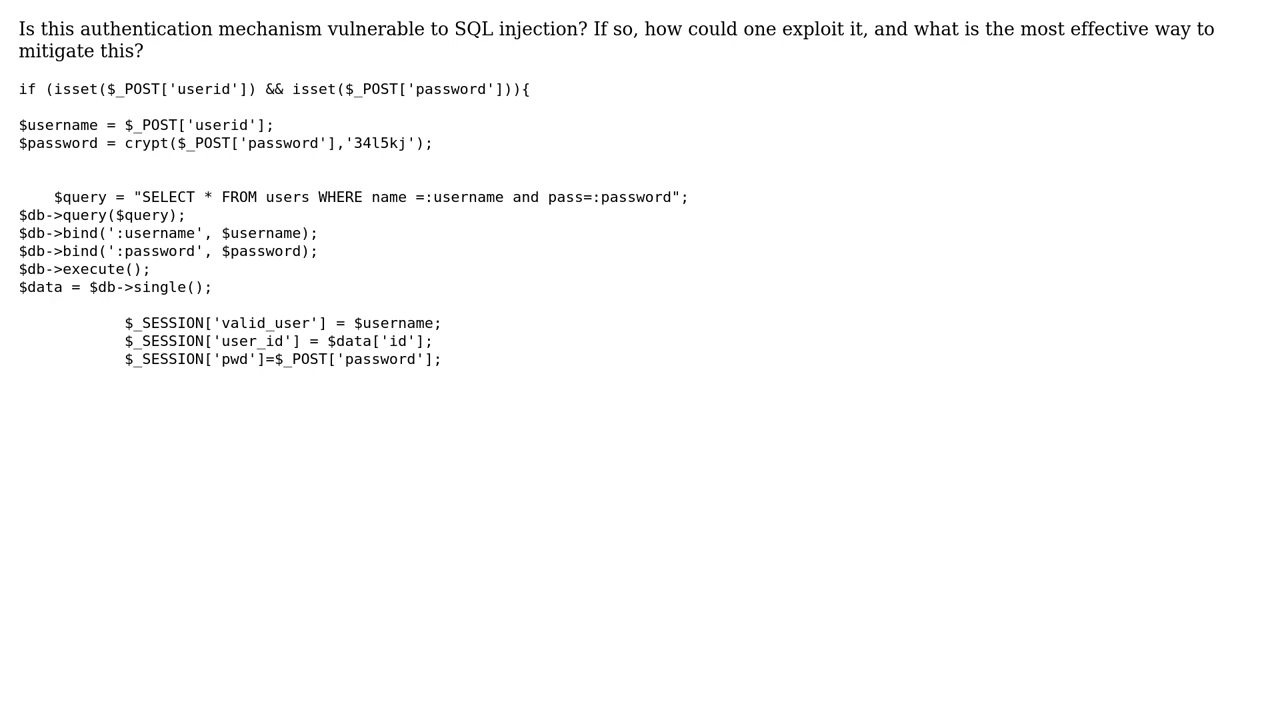 Is this authentication mechanism vulnerable to SQL injection? If so, how could one exploit it, and what is the most effective way to
mitigate this?
if (isset($_POST['userid']) && isset($_POST['password'])){
$username = $_POST['userid'];
$password = crypt($_POST['password'],'34l5kj');
$query = "SELECT * FROM users WHERE name =:username and pass=:password";
$db->query($query);
$db->bind(':username', $username);
$db->bind(':password', $password);
$db->execute();
$data = $db->single();
$_SESSION['valid_user'] = $username;
$_SESSION['user_id'] = $data['id'];
$_SESSION['pwd']=$_POST['password'];